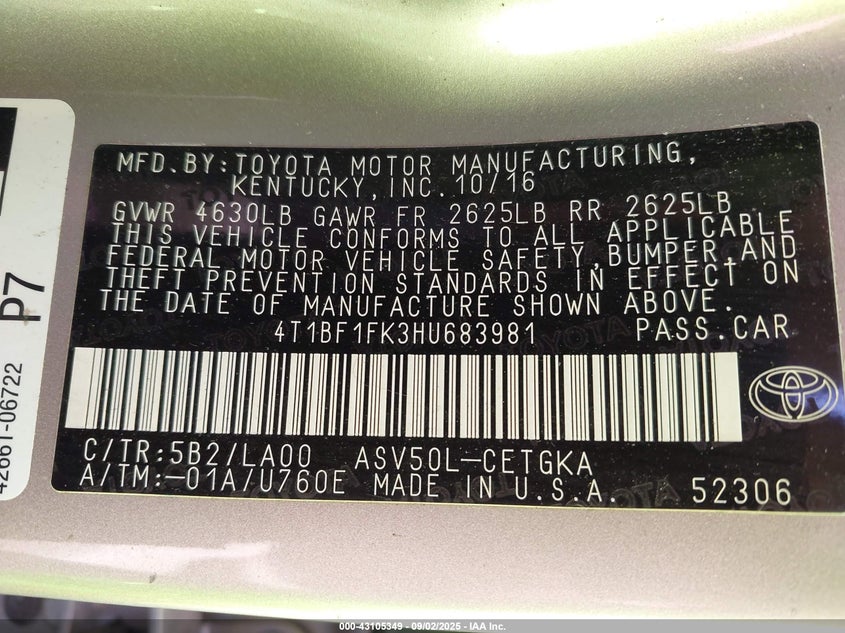 MFD.BY:TOYOTA MOTOR MANUFACTURING,
KENTUCKY,INC.10/16
GVWR 4630LB GAWR FR 2625LB RR 2625LB
THIS VEHICLE CONFORMS TO ALL APPLICABLE
FEDERAL MOTOR VEHICLE SAFETY,BUMPER,AND
THEFT PREVENTION STANDARDS IN EFFECT ON
THE DATE OF MANUFACTURE SHOWN ABOVE.
4T1BF1FK3HU683981 PASS.CAR
C/TR:5B2/LA00 ASV50L-CETGKA
A/TM:-01A/U760E MADE IN U.S.A. 52306
P7
42661-06722
000-43105349 - 09/02/2025 - IAA Inc.